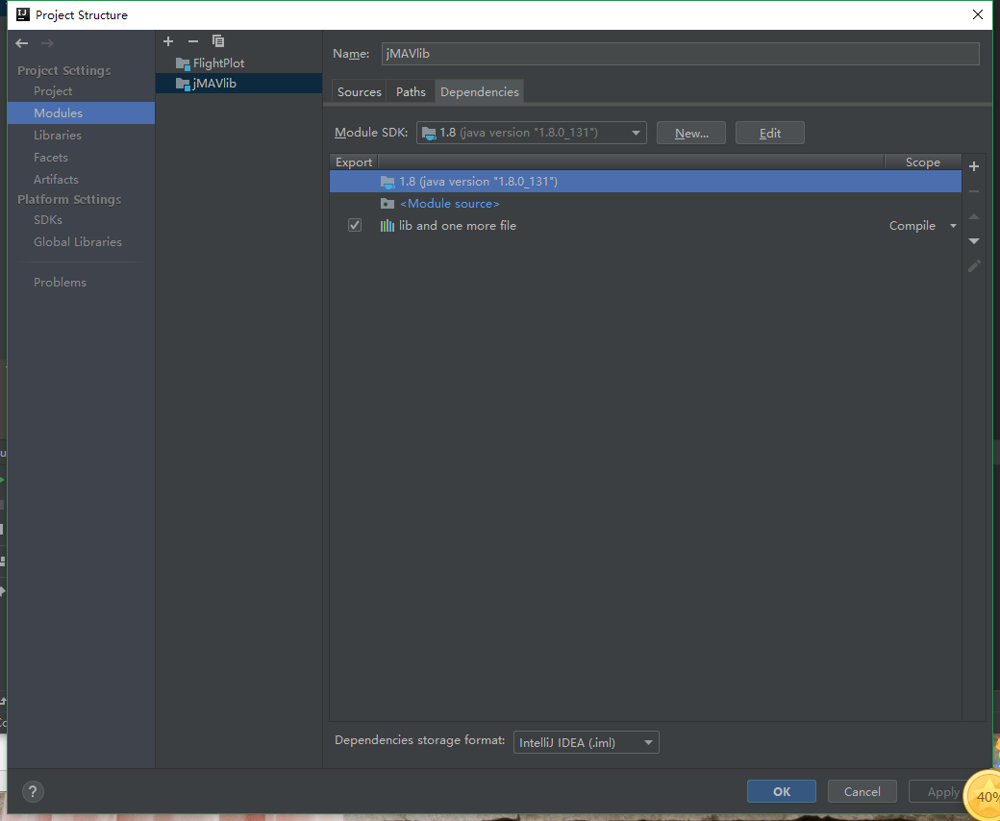 Project Structure
Project Settings
Project
Modules
Libraries
Facets
Artifacts
Platform Settings
SDKs
Global Libraries
Problems
FlightPlot
jMAVlib
Name: jMAVlib
Sources Paths Dependencies
Module SDK: 1.8 (java version "1.8.0_131") New... Edit
Export Scope
1.8 (java version "1.8.0_131")
<Module source>
lib and one more file Compile
Dependencies storage format: IntelliJ IDEA (.iml)
? OK Cancel Apply
40%